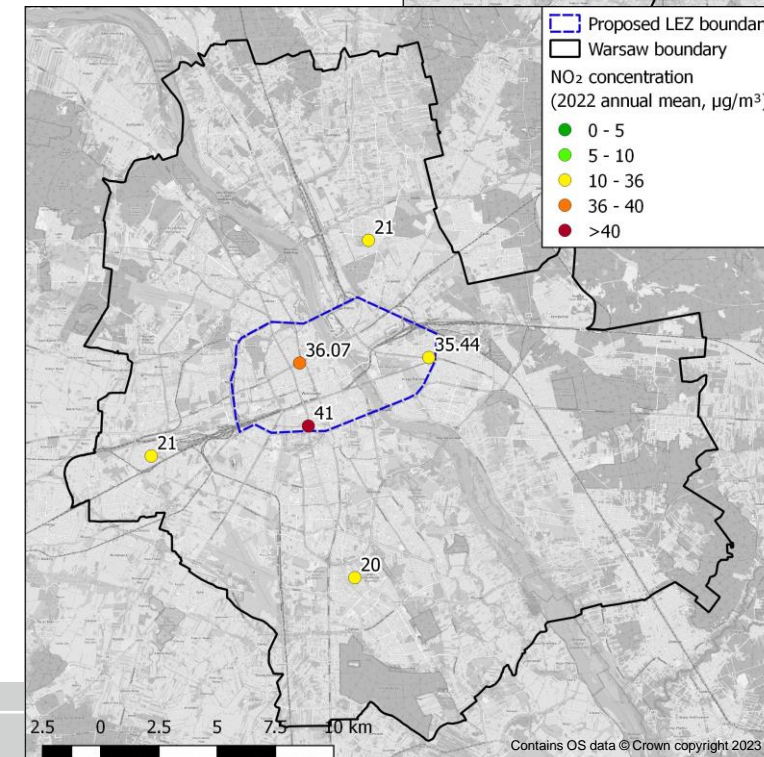 Proposed LEZ boundar
Warsaw boundary
NO₂ concentration
(2022 annual mean, µg/m³)
0 - 5
5 - 10
10 - 36
36 - 40
>40
21
36.07
35.44
41
21
20
2.5 0 2.5 5 7.5 10 km
Contains OS data © Crown copyright 2023